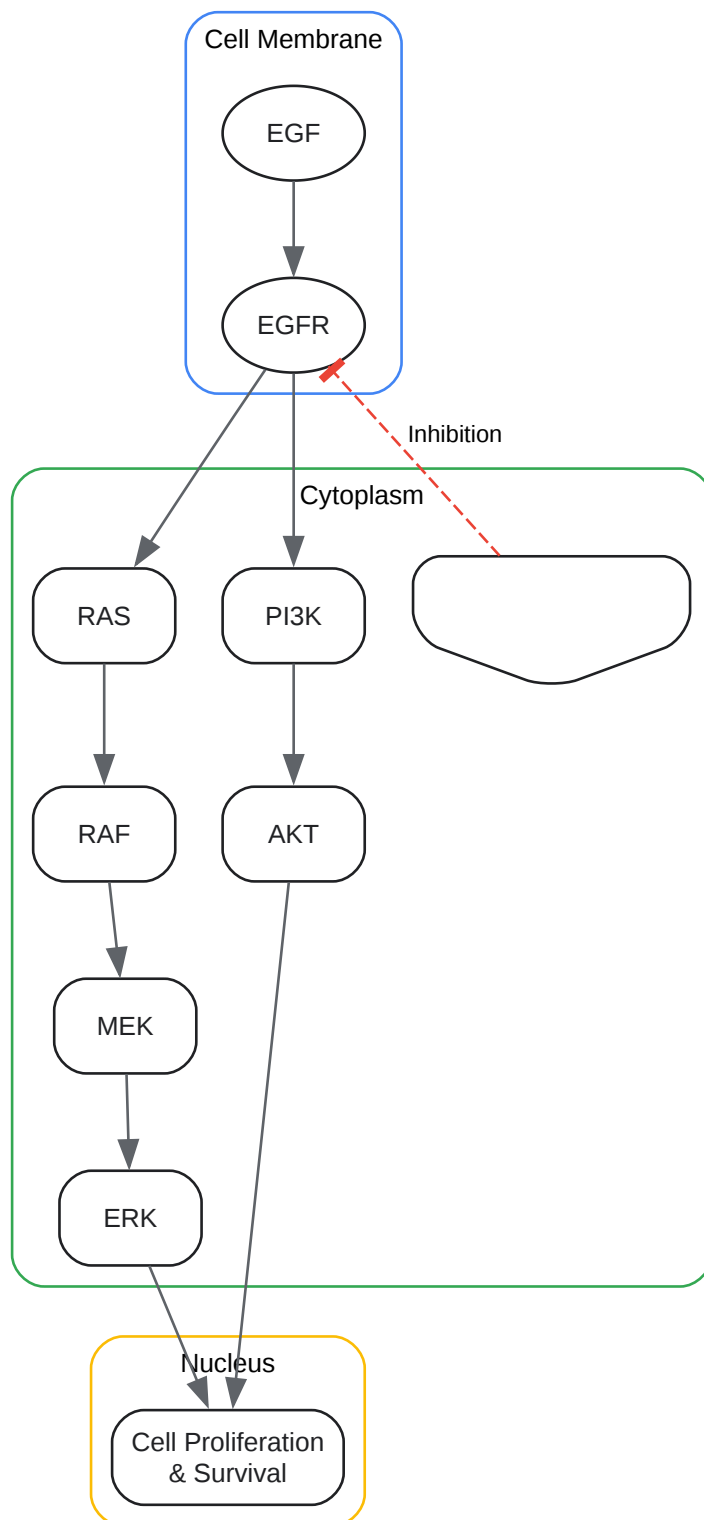 Cell Membrane
EGF
EGFR
Inhibition
Cytoplasm
RAS
PI3K
RAF
AKT
MEK
ERK
Nucleus
Cell Proliferation
& Survival